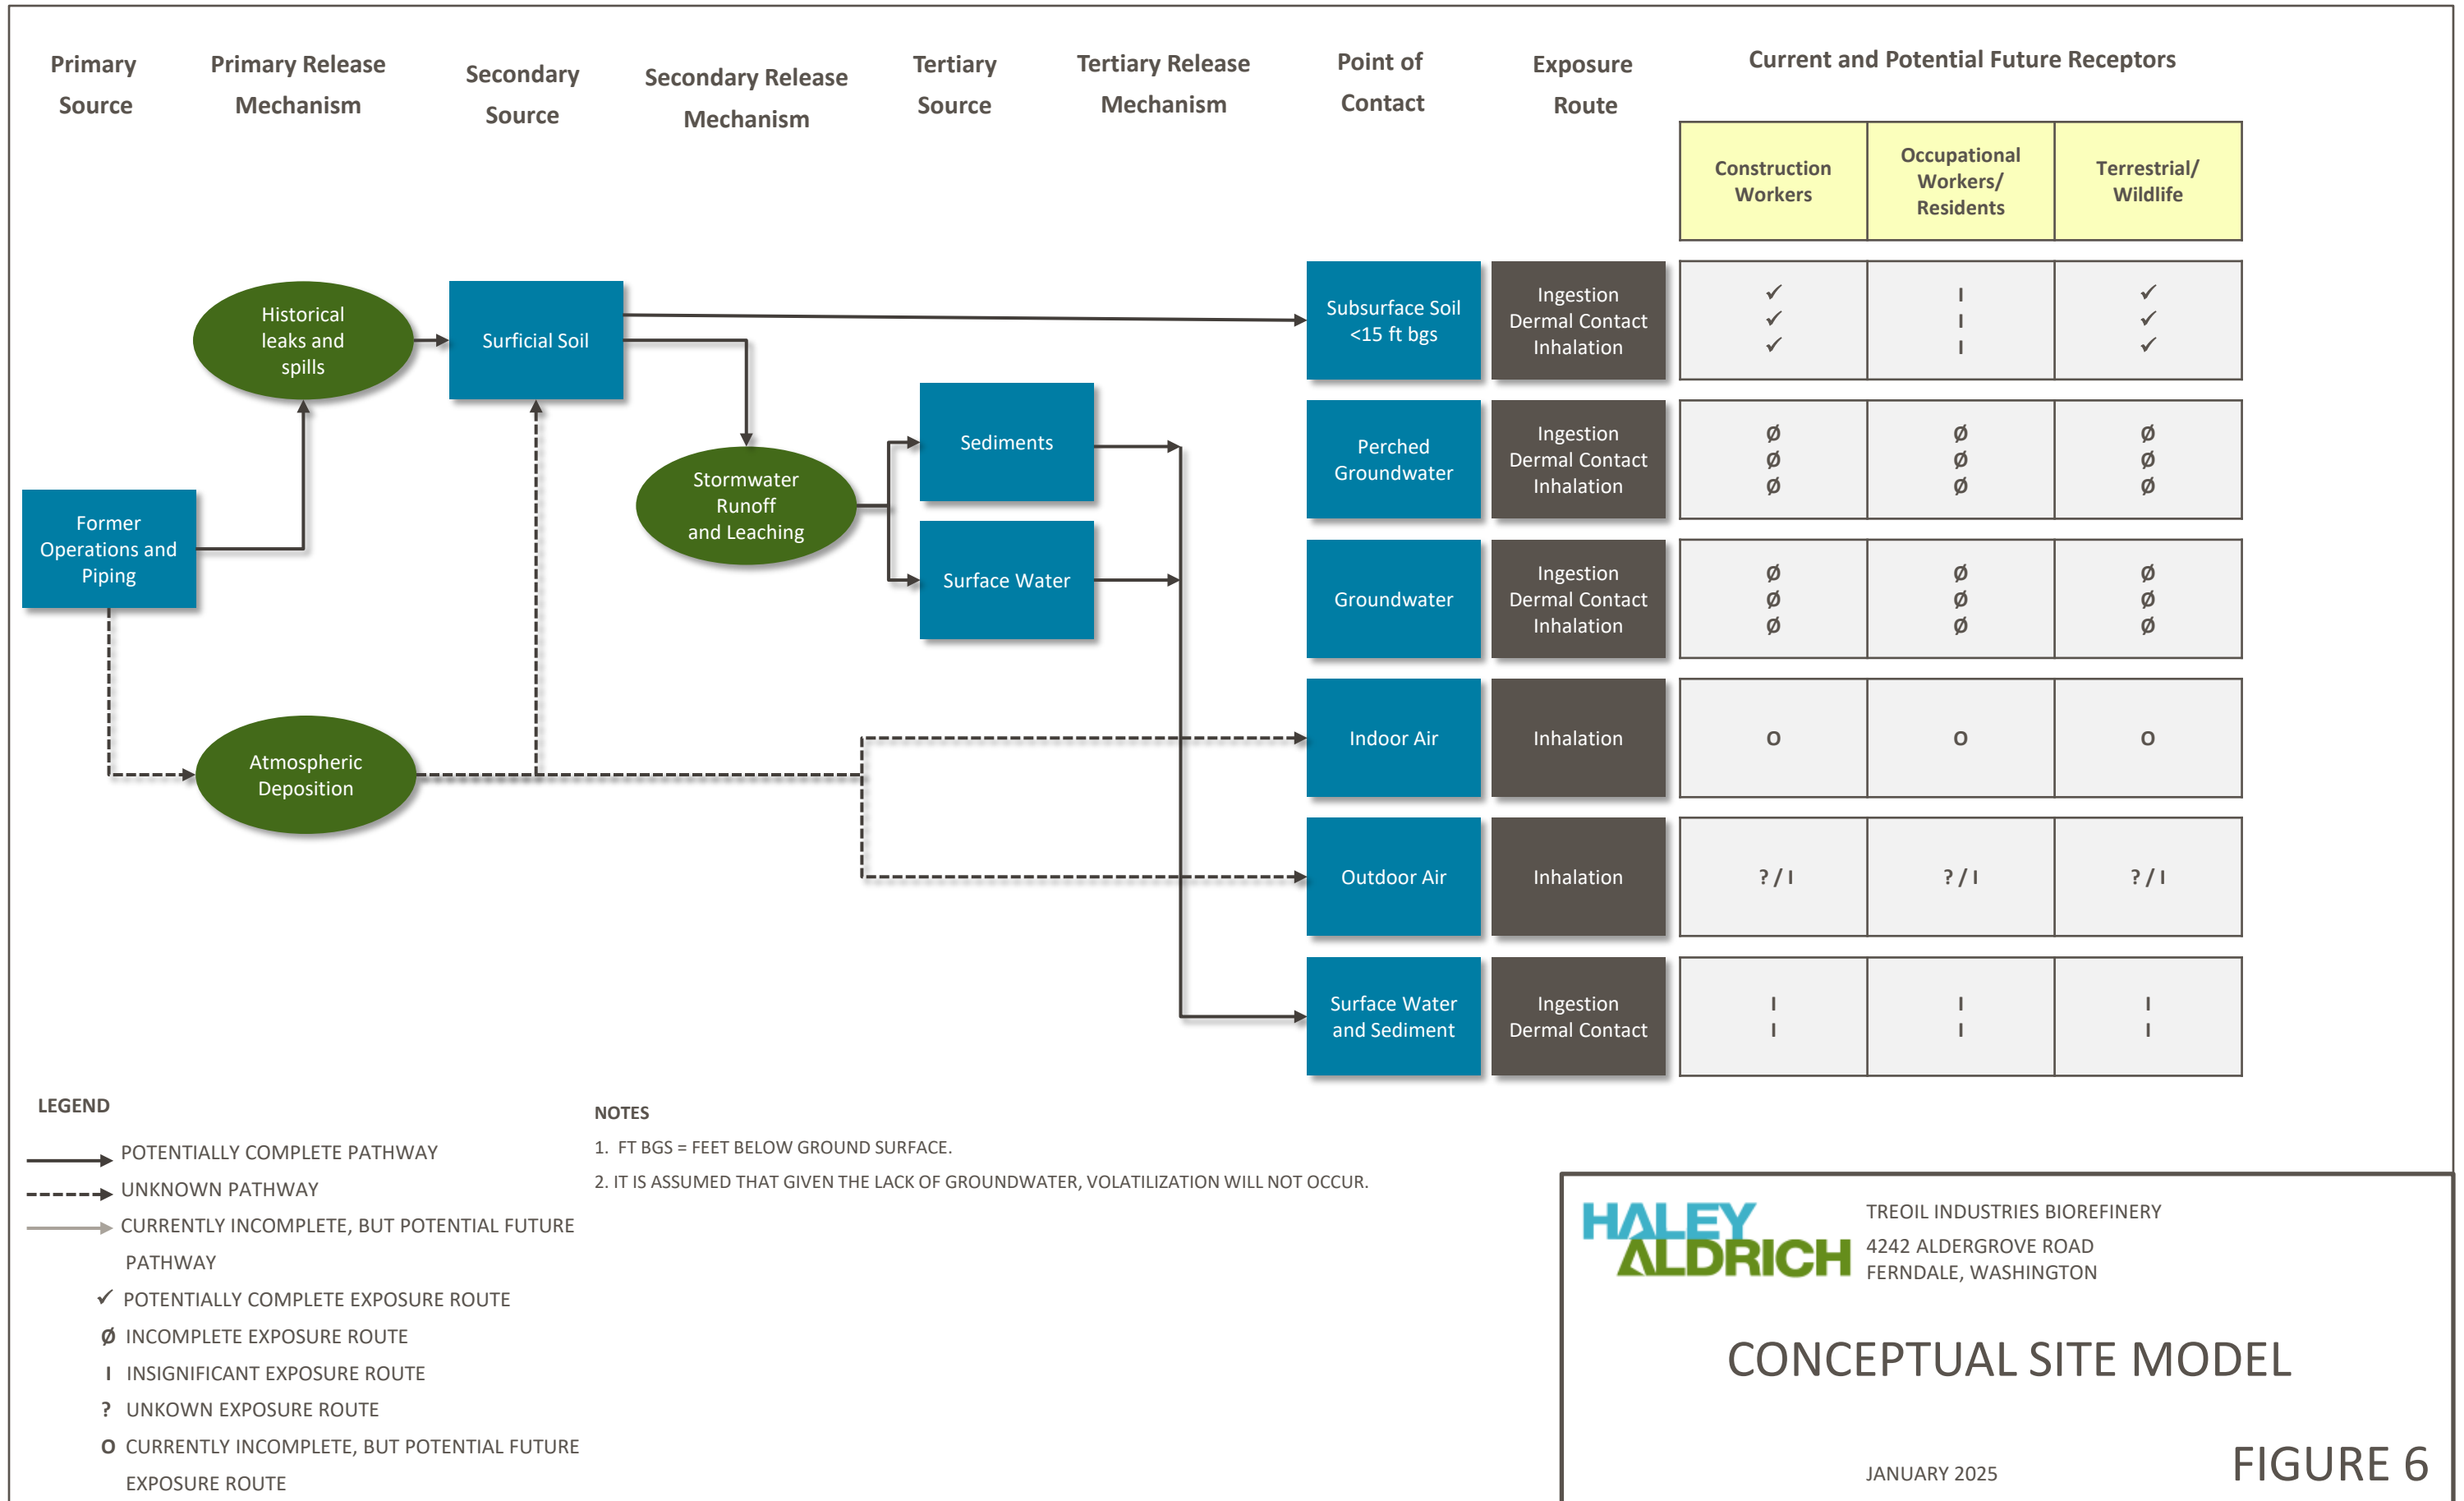 Primary
Source
Primary Release
Mechanism
Secondary
Source
Secondary Release
Mechanism
Tertiary
Source
Tertiary Release
Mechanism
Point of
Contact
Exposure
Route
Current and Potential Future Receptors
Construction
Workers
Occupational
Workers/
Residents
Terrestrial/
Wildlife
Historical
leaks and
spills
Surficial Soil
Subsurface Soil
<15 ft bgs
Ingestion
Dermal Contact
Inhalation
✓ I ✓
✓ I ✓
✓ I ✓
Sediments
Perched
Groundwater
Ingestion
Dermal Contact
Inhalation
Ø Ø Ø
Ø Ø Ø
Ø Ø Ø
Stormwater
Runoff
and Leaching
Former
Operations and
Piping
Surface Water
Groundwater
Ingestion
Dermal Contact
Inhalation
Ø Ø Ø
Ø Ø Ø
Ø Ø Ø
Atmospheric
Deposition
Indoor Air
Inhalation
O O O
Outdoor Air
Inhalation
? / I ? / I ? / I
Surface Water
and Sediment
Ingestion
Dermal Contact
I I I
I I I
LEGEND
POTENTIALLY COMPLETE PATHWAY
UNKNOWN PATHWAY
CURRENTLY INCOMPLETE, BUT POTENTIAL FUTURE
PATHWAY
✓ POTENTIALLY COMPLETE EXPOSURE ROUTE
Ø INCOMPLETE EXPOSURE ROUTE
I INSIGNIFICANT EXPOSURE ROUTE
? UNKOWN EXPOSURE ROUTE
O CURRENTLY INCOMPLETE, BUT POTENTIAL FUTURE
EXPOSURE ROUTE
NOTES
1. FT BGS = FEET BELOW GROUND SURFACE.
2. IT IS ASSUMED THAT GIVEN THE LACK OF GROUNDWATER, VOLATILIZATION WILL NOT OCCUR.
HALEY
ALDRICH
TREOIL INDUSTRIES BIOREFINERY
4242 ALDERGROVE ROAD
FERNDALE, WASHINGTON
CONCEPTUAL SITE MODEL
JANUARY 2025
FIGURE 6